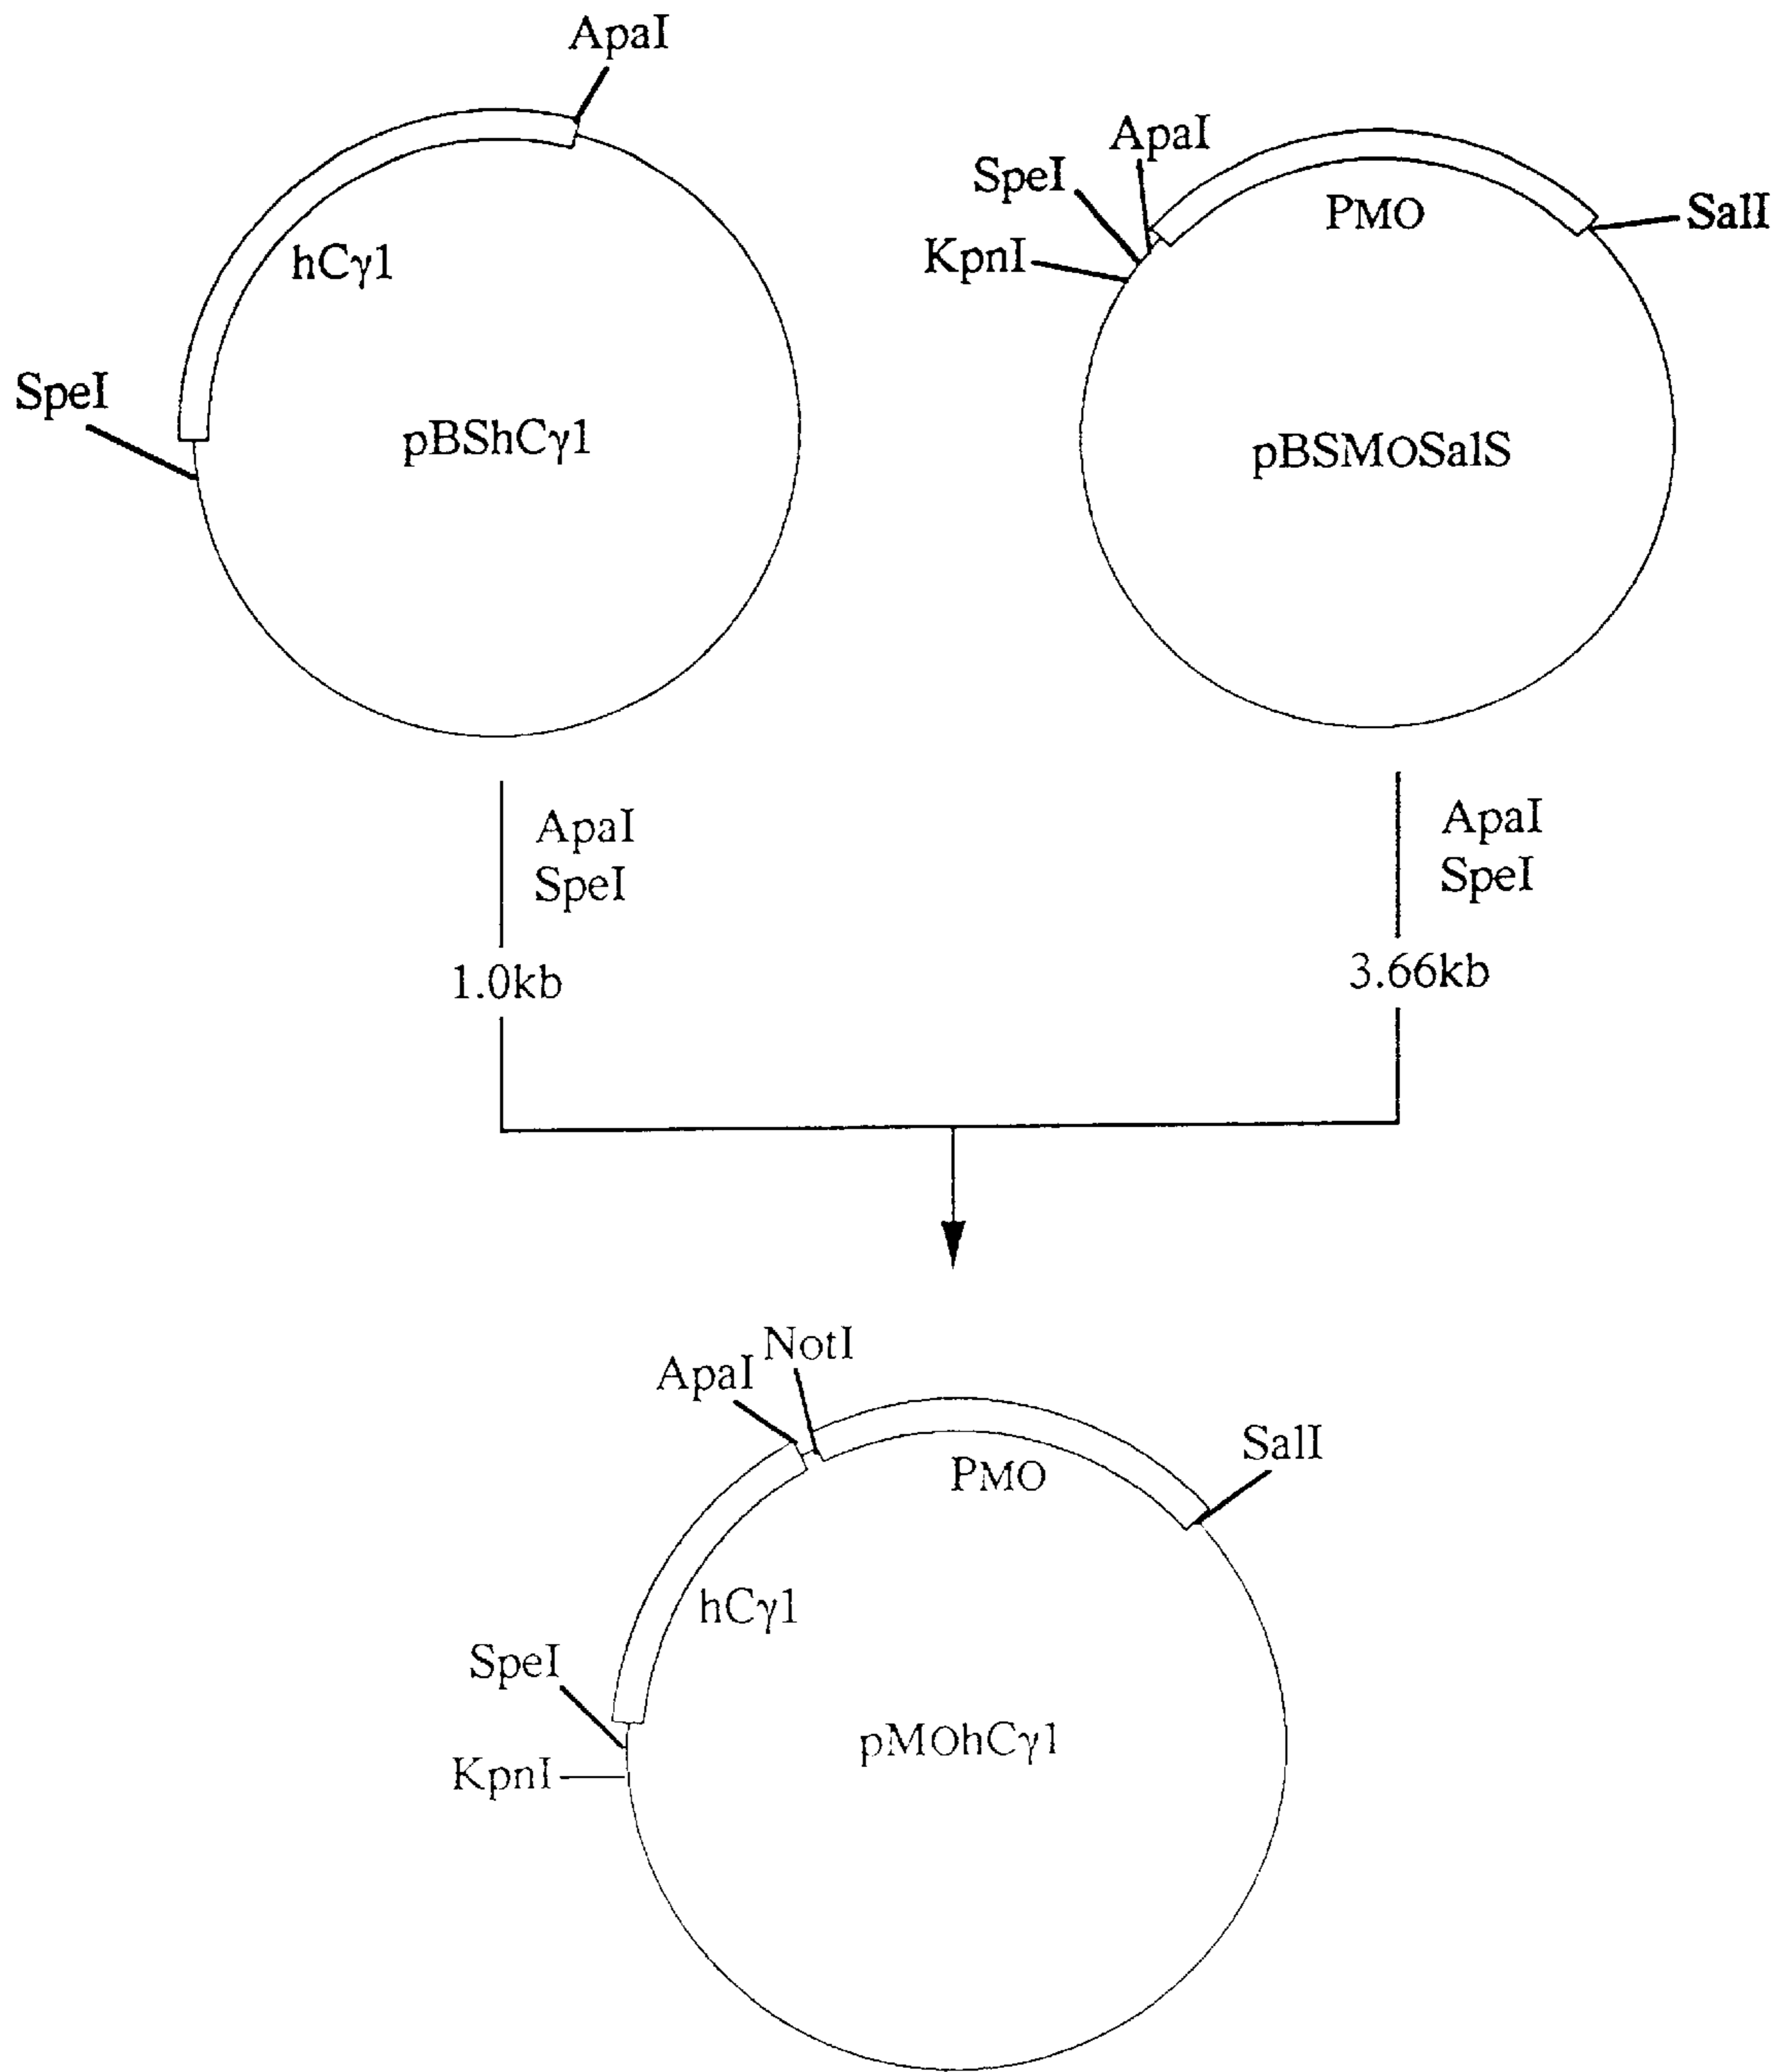 ApaI
hCγ1
SpeI
pBShCγ1
ApaI
SpeI
KpnI
PMO
SalI
pBSMOSalS
ApaI
SpeI
1.0kb
ApaI
SpeI
3.66kb
ApaI
NotI
SalI
PMO
hCγ1
SpeI
KpnI
pMOhCγ1